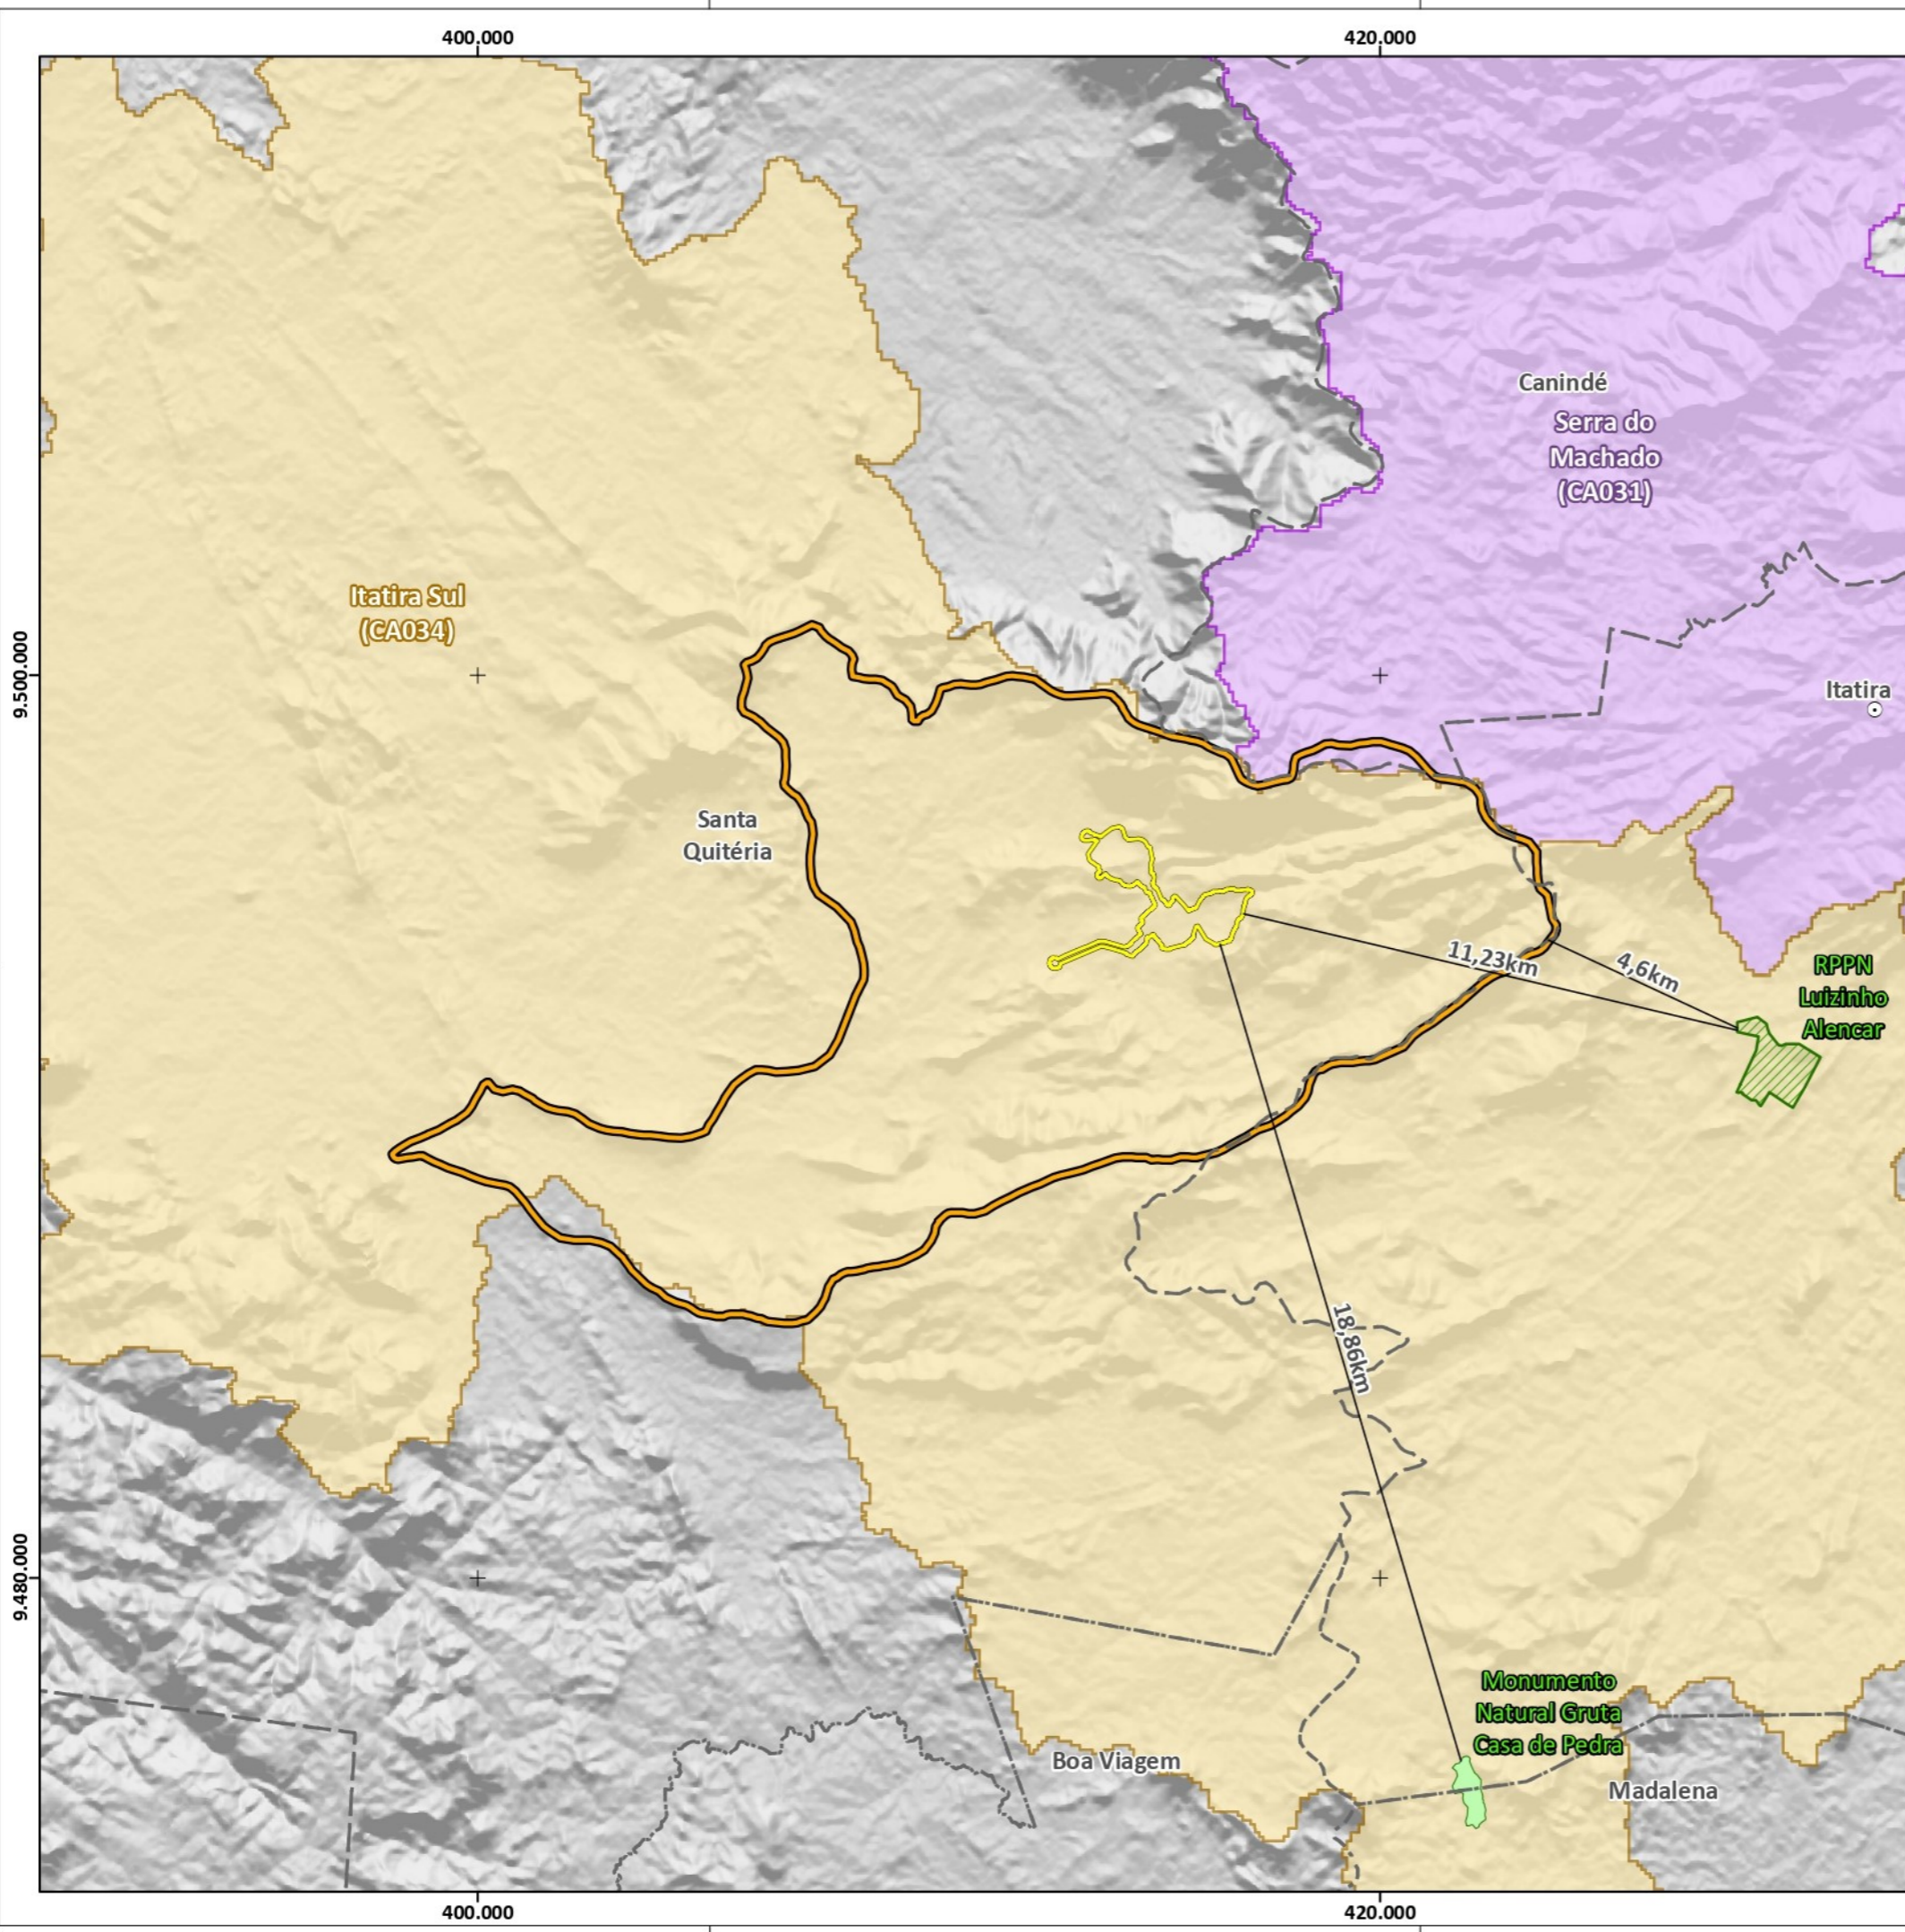 400.000
420.000
Canindé
Serra do
Machado
(CA031)
Itatira Sul
(CA034)
9.500.000
Itatira
Santa
Quitéria
11,23km
4,6km
RPPN
Luizinho
Alencar
18,86km
9.480.000
Monumento
Natural Gruta
Casa de Pedra
Boa Viagem
Madalena
400.000
420.000